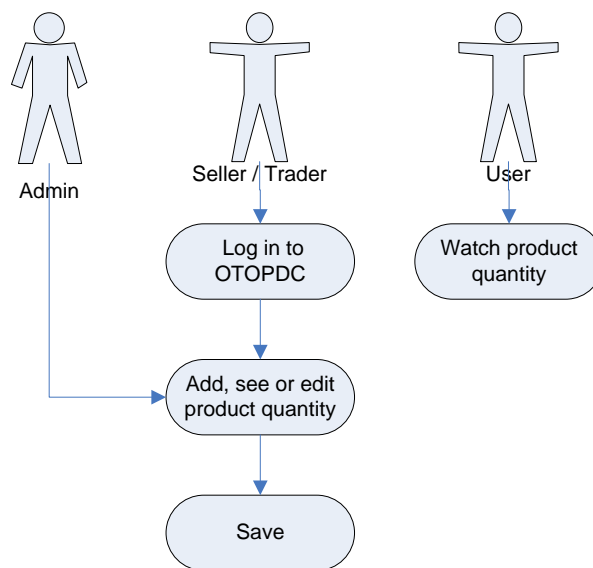 Admin
Seller / Trader
User
Log in to
OTOPDC
Watch product
quantity
Add, see or edit
product quantity
Save